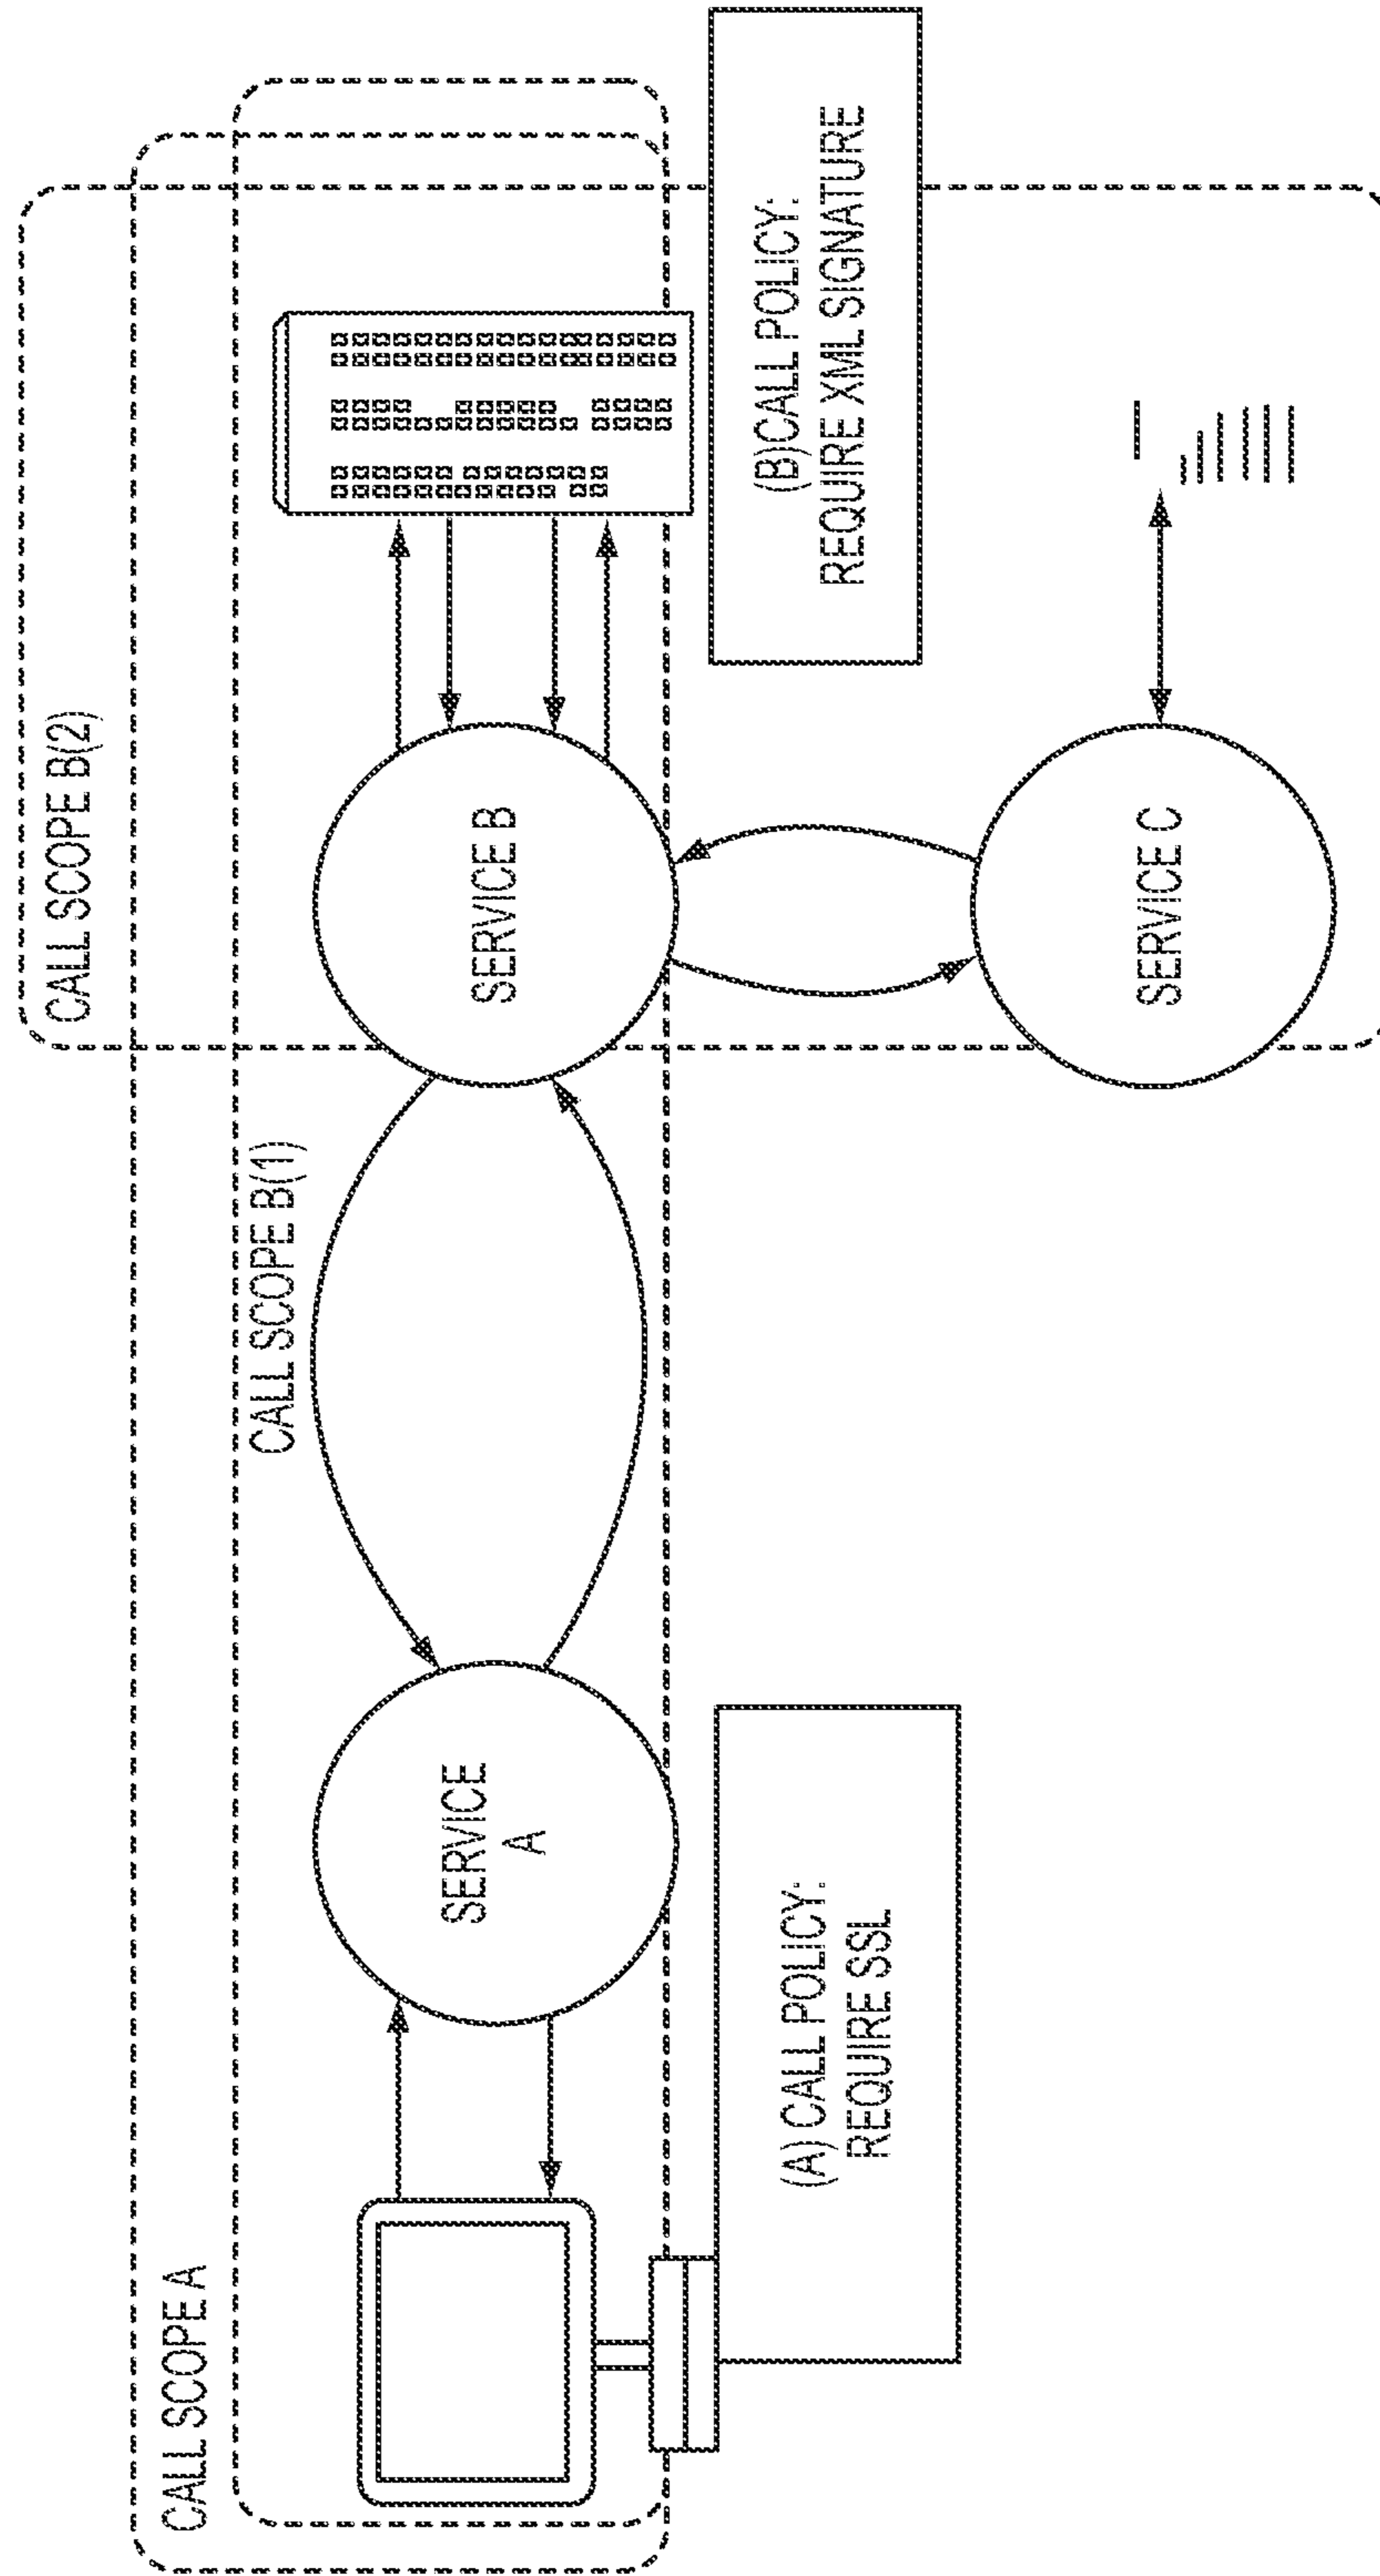 CALL SCOPE B(2)
CALL SCOPE A
CALL SCOPE B(1)
SERVICE
A
SERVICE B
(A) CALL POLICY:
REQUIRE SSL
(B)CALL POLICY:
REQUIRE XML SIGNATURE
SERVICE C